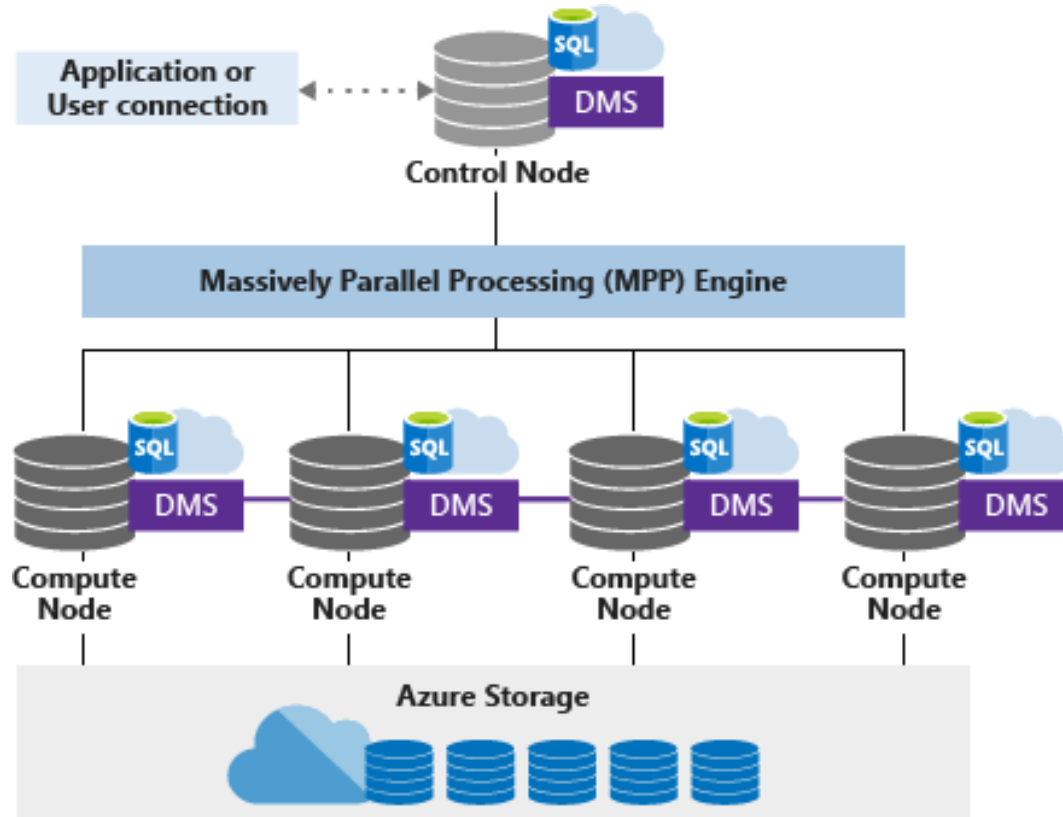 SQL
Application or
User connection
DMS
Control Node
Massively Parallel Processing (MPP) Engine
SQL
SQL
SQL
SQL
DMS
DMS
DMS
DMS
Compute
Node
Compute
Node
Compute
Node
Compute
Node
Azure Storage